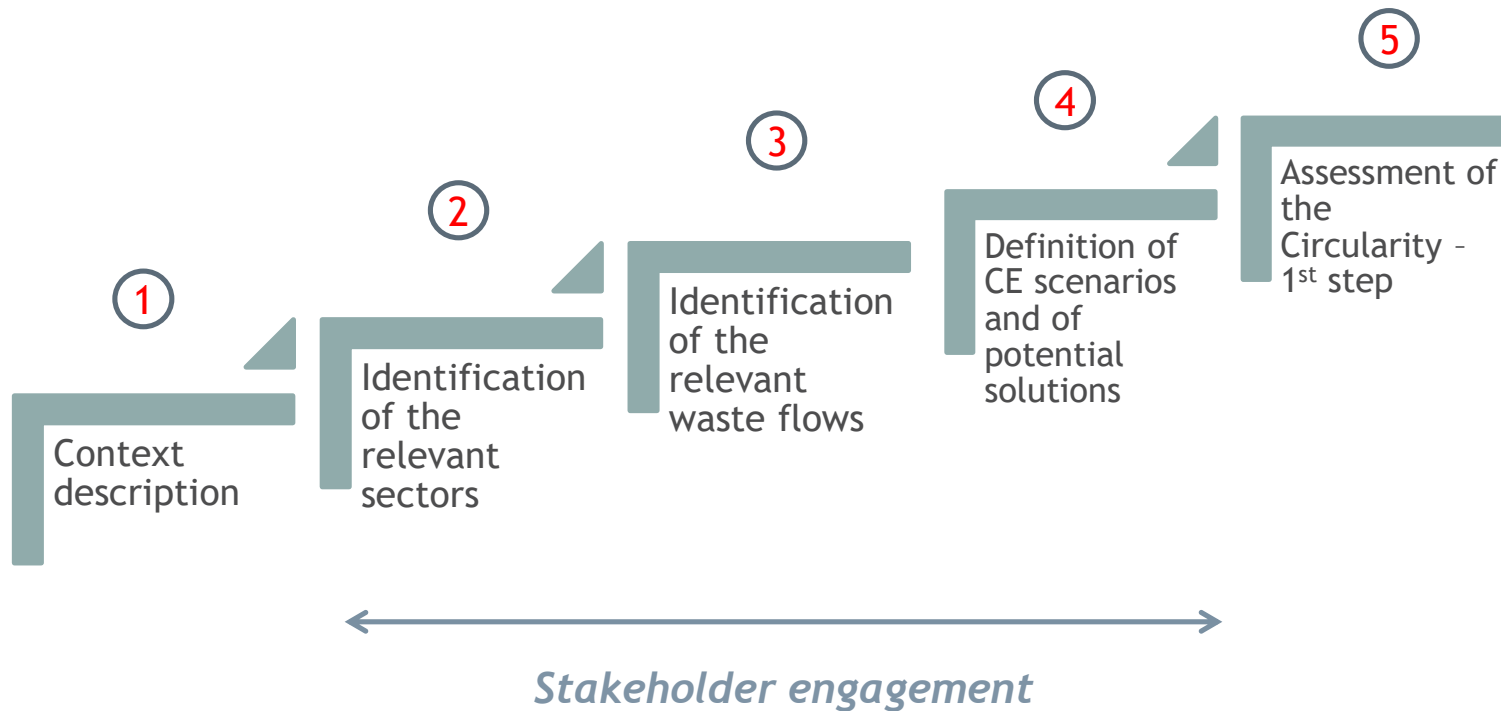 1
Context
description
2
Identification
of the
relevant
sectors
3
Identification
of the
relevant
waste flows
4
Definition of
CE scenarios
and of
potential
solutions
5
Assessment of
the
Circularity –
1st step
Stakeholder engagement